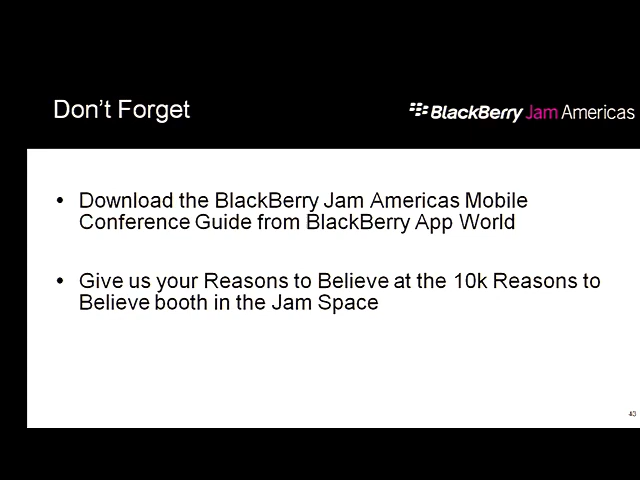 Don't Forget
BlackBerry Jam Americas
• Download the BlackBerry Jam Americas Mobile
Conference Guide from BlackBerry App World
• Give us your Reasons to Believe at the 10k Reasons to
Believe booth in the Jam Space
43